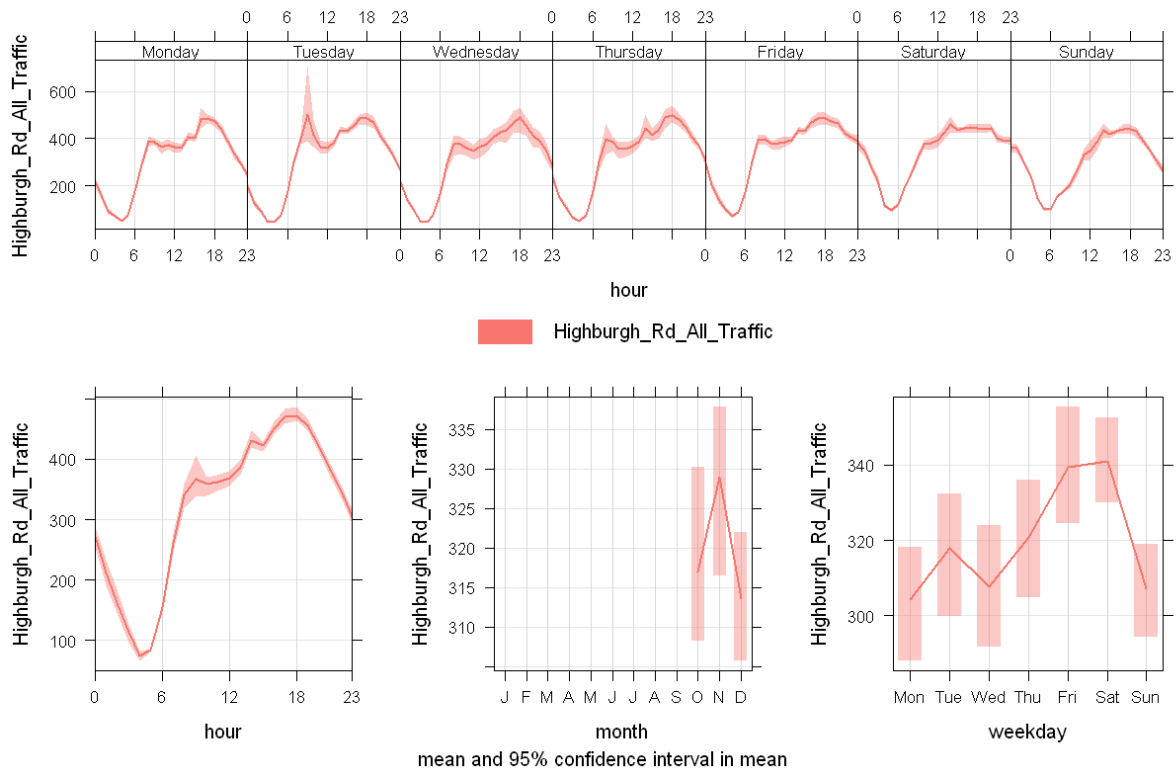 0 6 12 18 23 0 6 12 18 23 0 6 12 18 23
Monday Tuesday Wednesday Thursday Friday Saturday Sunday
Highburgh_Rd_All_Traffic
600
400
200
0 6 12 18 23 0 6 12 18 23 0 6 12 18 23 0 6 12 18 23
hour
Highburgh_Rd_All_Traffic
Highburgh_Rd_All_Traffic
400
300
200
100
0 6 12 18 23
hour
Highburgh_Rd_All_Traffic
335
330
325
320
315
310
J F M A M J J A S O N D
month
Highburgh_Rd_All_Traffic
340
320
300
Mon Tue Wed Thu Fri Sat Sun
weekday
mean and 95% confidence interval in mean